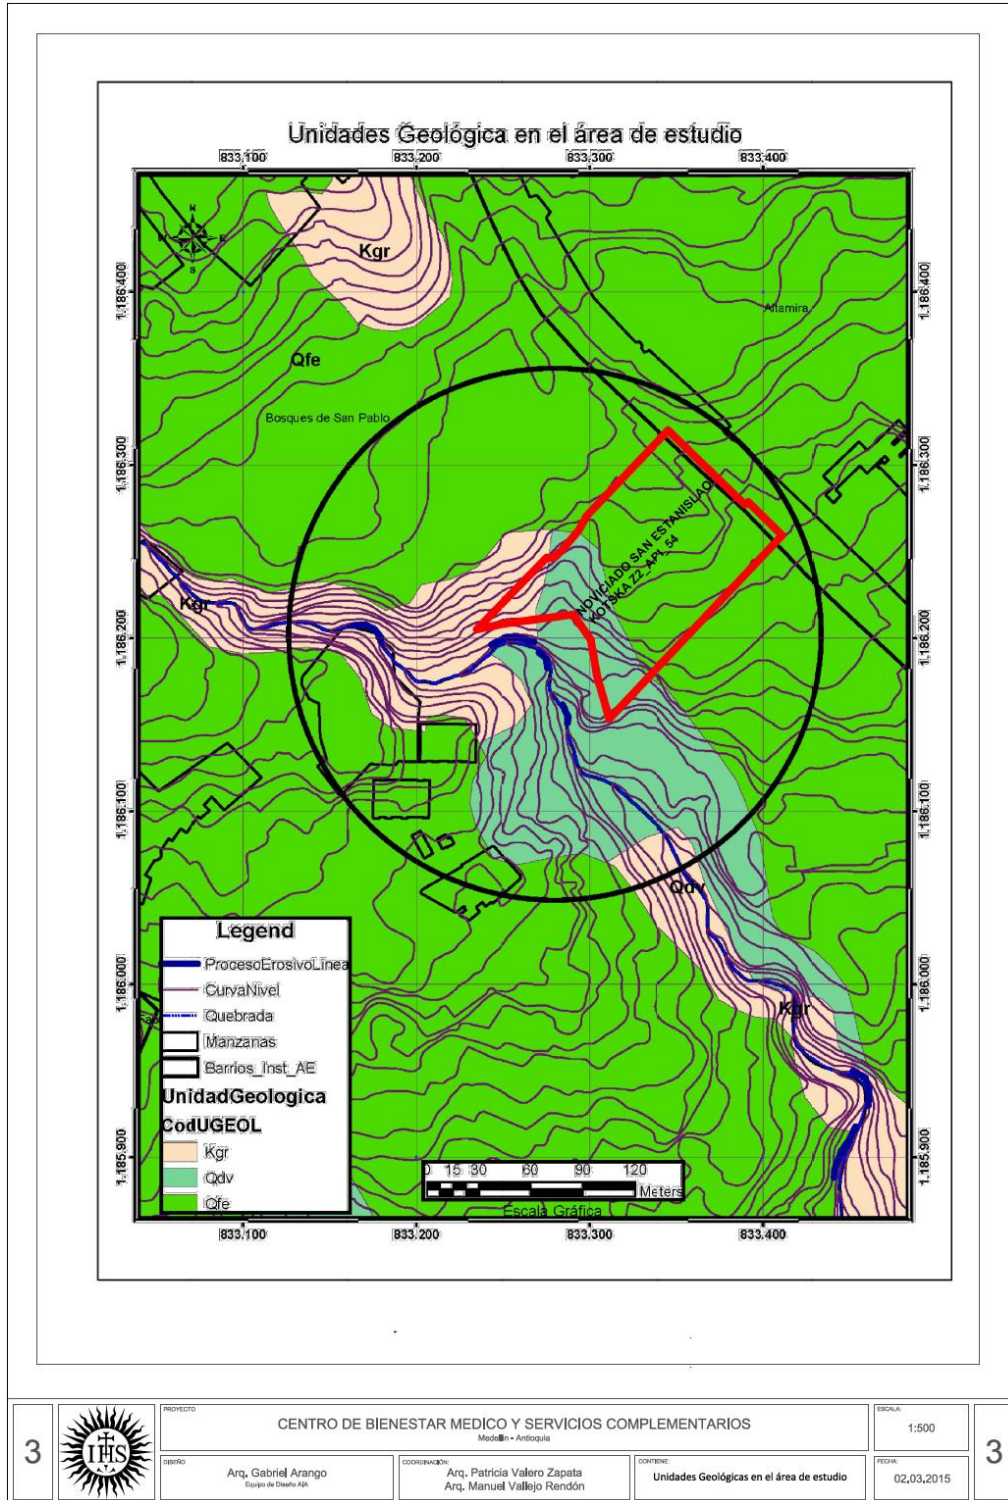 Unidades Geológica en el área de estudio
833.100 833.200 833.300 833.400
1.186.400 1.186.400
1.186.300 1.186.300
1.186.200 1.186.200
1.186.100 1.186.100
1.186.000 1.186.000
1.185.900 1.185.900
N
E
S
Kgr
Altamira
Qfe
Bosques de San Pablo
NOVICIADO SAN ESTANISLAO
KOTSKA Z2_API_54
Kgr
Qdv
Kgr
Legend
ProcesoErosivoLinea
CurvaNivel
Quebrada
Manzanas
Barrios_Inst_AE
UnidadGeologica
CodUGEOL
Kgr
Qdv
Qfe
0 15 30 60 90 120
Meters
Escala Gráfica
833.100 833.200 833.300 833.400
3
IHS
PROYECTO
CENTRO DE BIENESTAR MEDICO Y SERVICIOS COMPLEMENTARIOS
Medellín - Antioquia
ESCALA:
1:500
3
DISEÑO
Arq. Gabriel Arango
Equipo de Diseño AIA
COORDINACIÓN:
Arq. Patricia Valero Zapata
Arq. Manuel Vallejo Rendón
CONTIENE:
Unidades Geológicas en el área de estudio
FECHA:
02.03.2015